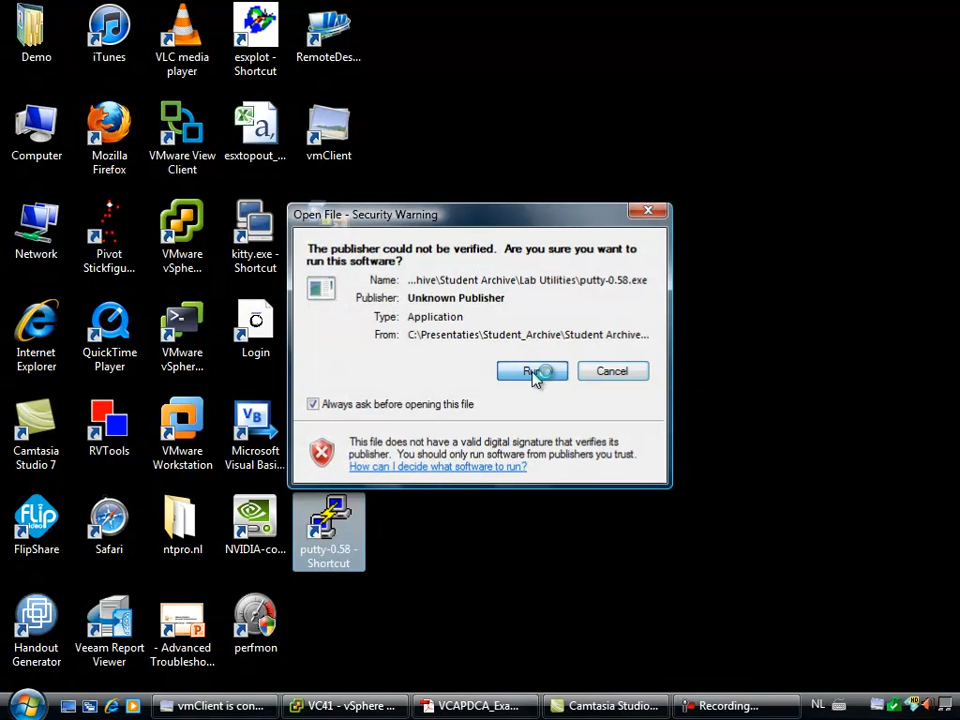 Demo
iTunes
VLC media
player
esxplot -
Shortcut
RemoteDes...
Computer
Mozilla
Firefox
VMware View
Client
esxtopout_...
vmClient
Network
Pivot
Stickfigu...
VMware
vSphe...
kitty.exe -
Shortcut
Internet
Explorer
QuickTime
Player
VMware
vSpher...
Login
Camtasia
Studio 7
RVTools
VMware
Workstation
Microsoft
Visual Basi...
FlipShare
Safari
ntpro.nl
NVIDIA-co...
putty-0.58 -
Shortcut
Handout
Generator
Veeam Report
Viewer
- Advanced
Troublesho...
perfmon
Open File - Security Warning
The publisher could not be verified. Are you sure you want to
run this software?
Name: ...hive\Student Archive\Lab Utilities\putty-0.58.exe
Publisher: Unknown Publisher
Type: Application
From: C:\Presentaties\Student_Archive\Student Archive...
Run
Cancel
Always ask before opening this file
This file does not have a valid digital signature that verifies its
publisher. You should only run software from publishers you trust.
How can I decide what software to run?
vmClient is con...
VC41 - vSphere ...
VCAPDCA_Exa...
Camtasia Studio...
Recording...
NL